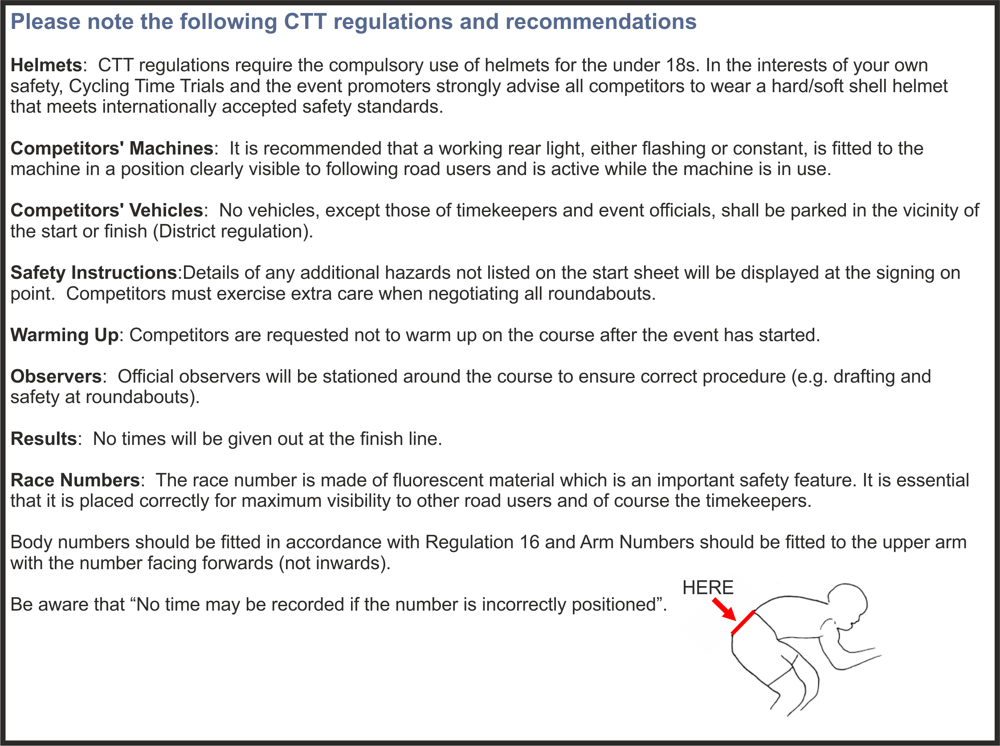 Please note the following CTT regulations and recommendations
Helmets:  CTT regulations require the compulsory use of helmets for the under 18s. In the interests of your own
safety, Cycling Time Trials and the event promoters strongly advise all competitors to wear a hard/soft shell helmet
that meets internationally accepted safety standards.
Competitors' Machines:  It is recommended that a working rear light, either flashing or constant, is fitted to the
machine in a position clearly visible to following road users and is active while the machine is in use.
Competitors' Vehicles:  No vehicles, except those of timekeepers and event officials, shall be parked in the vicinity of
the start or finish (District regulation).
Safety Instructions:Details of any additional hazards not listed on the start sheet will be displayed at the signing on
point.  Competitors must exercise extra care when negotiating all roundabouts.
Warming Up: Competitors are requested not to warm up on the course after the event has started.
Observers:  Official observers will be stationed around the course to ensure correct procedure (e.g. drafting and
safety at roundabouts).
Results:  No times will be given out at the finish line.
Race Numbers:  The race number is made of fluorescent material which is an important safety feature. It is essential
that it is placed correctly for maximum visibility to other road users and of course the timekeepers.
Body numbers should be fitted in accordance with Regulation 16 and Arm Numbers should be fitted to the upper arm
with the number facing forwards (not inwards).
HERE
Be aware that “No time may be recorded if the number is incorrectly positioned”.